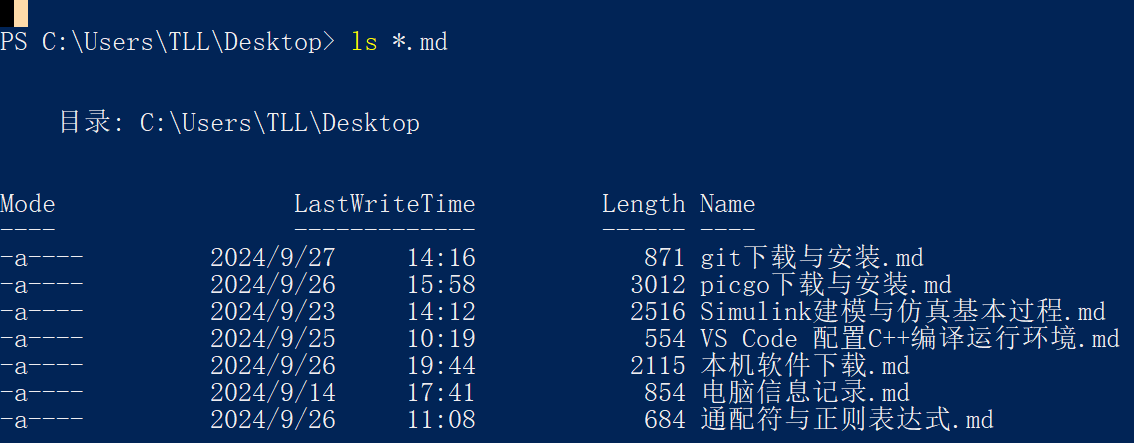 PS C:\Users\TLL\Desktop> ls *.md
目录: C:\Users\TLL\Desktop
Mode                 LastWriteTime         Length Name
----                 -------------         ------ ----
-a----         2024/9/27     14:16            871 git下载与安装.md
-a----         2024/9/26     15:58           3012 picgo下载与安装.md
-a----         2024/9/23     14:12           2516 Simulink建模与仿真基本过程.md
-a----         2024/9/25     10:19            554 VS Code 配置C++编译运行环境.md
-a----         2024/9/26     19:44           2115 本机软件下载.md
-a----         2024/9/14     17:41            854 电脑信息记录.md
-a----         2024/9/26     11:08            684 通配符与正则表达式.md